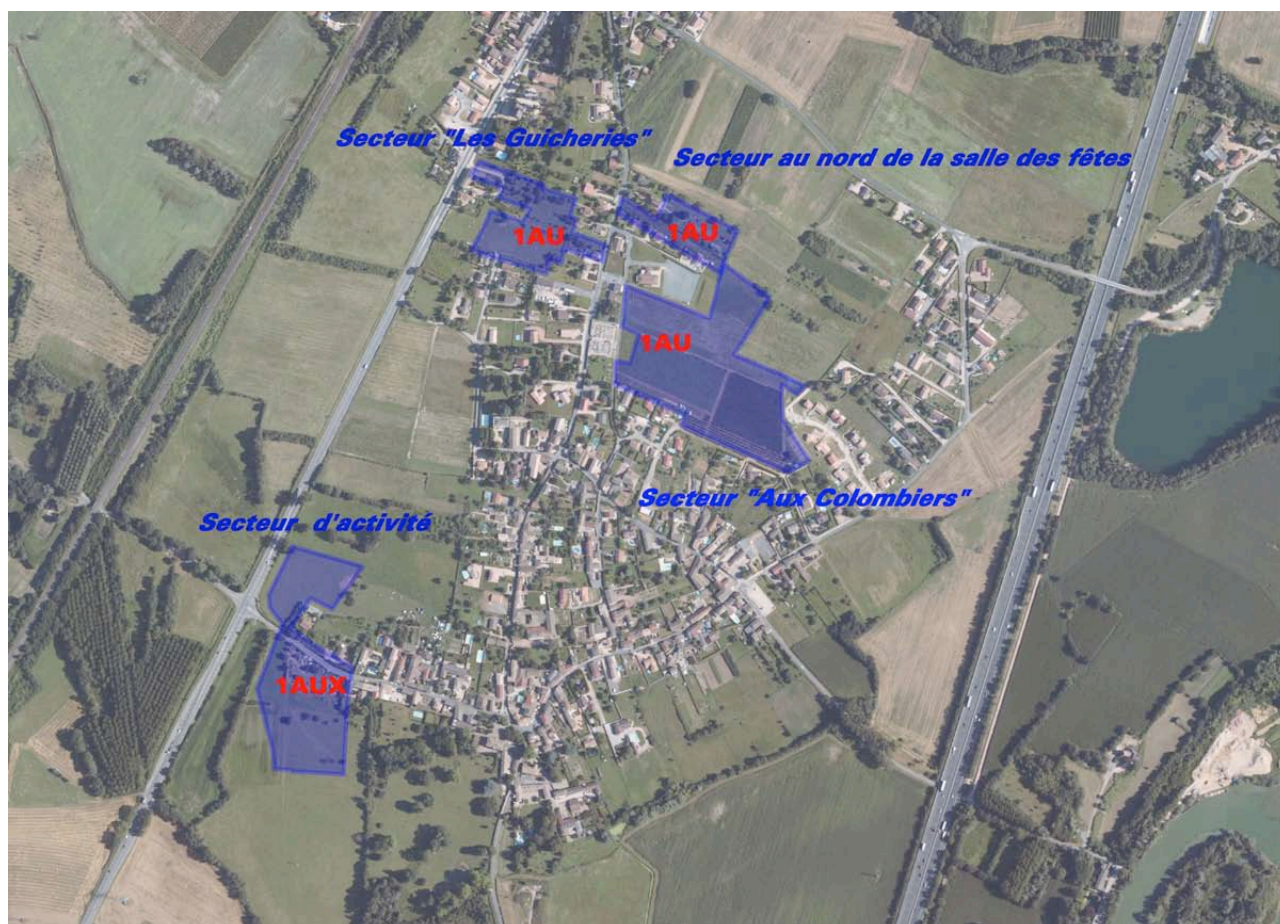 Secteur "Les Guicheries"
Secteur au nord de la salle des fêtes
1AU
1AU
1AU
Secteur "Aux Colombiers"
Secteur d'activité
1AUX